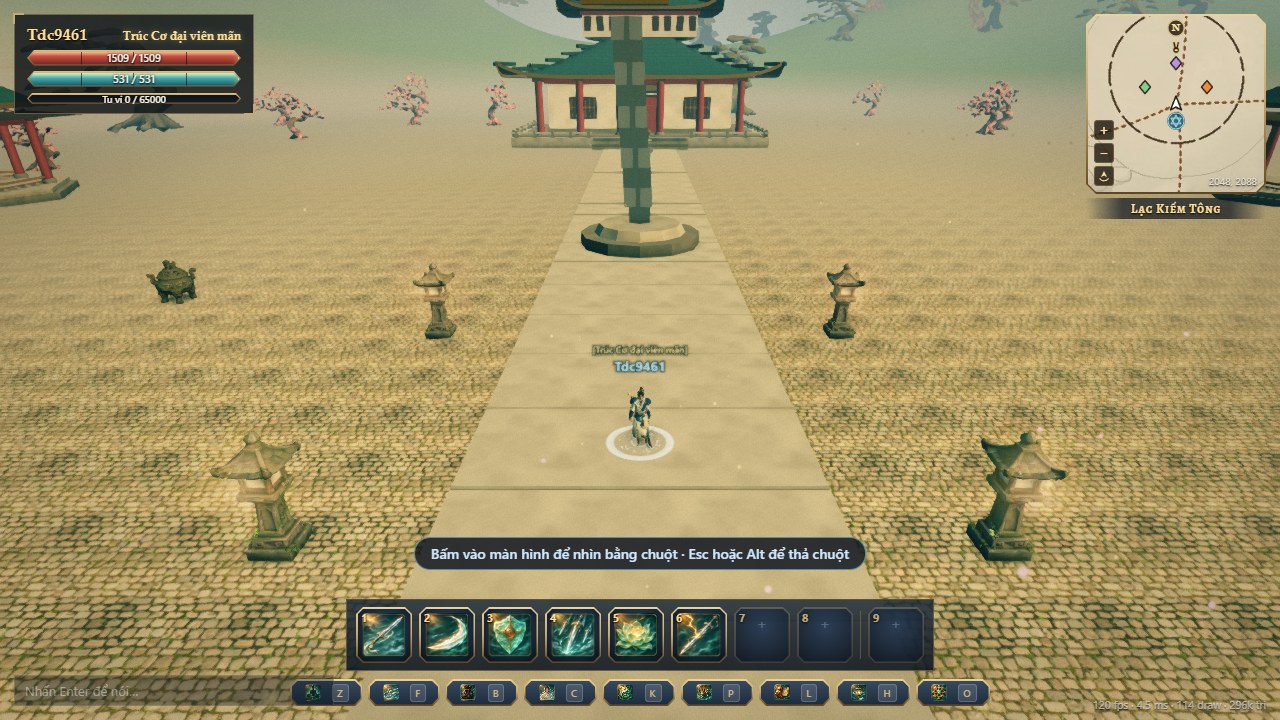 Tdc9461 Trúc Cơ đại viên mãn
1509 / 1509
531 / 531
Tu vi 0 / 65000
N
+
−
2048, 2088
Lạc Kiếm Tông
[Trúc Cơ đại viên mãn]
Tdc9461
Bấm vào màn hình để nhìn bằng chuột · Esc hoặc Alt để thả chuột
1 2 3 4 5 6 7 8 9
+ + +
Nhấn Enter để nói...
Z F B C K P L H O
120 fps · 4.5 ms · 114 draw · 296k tri